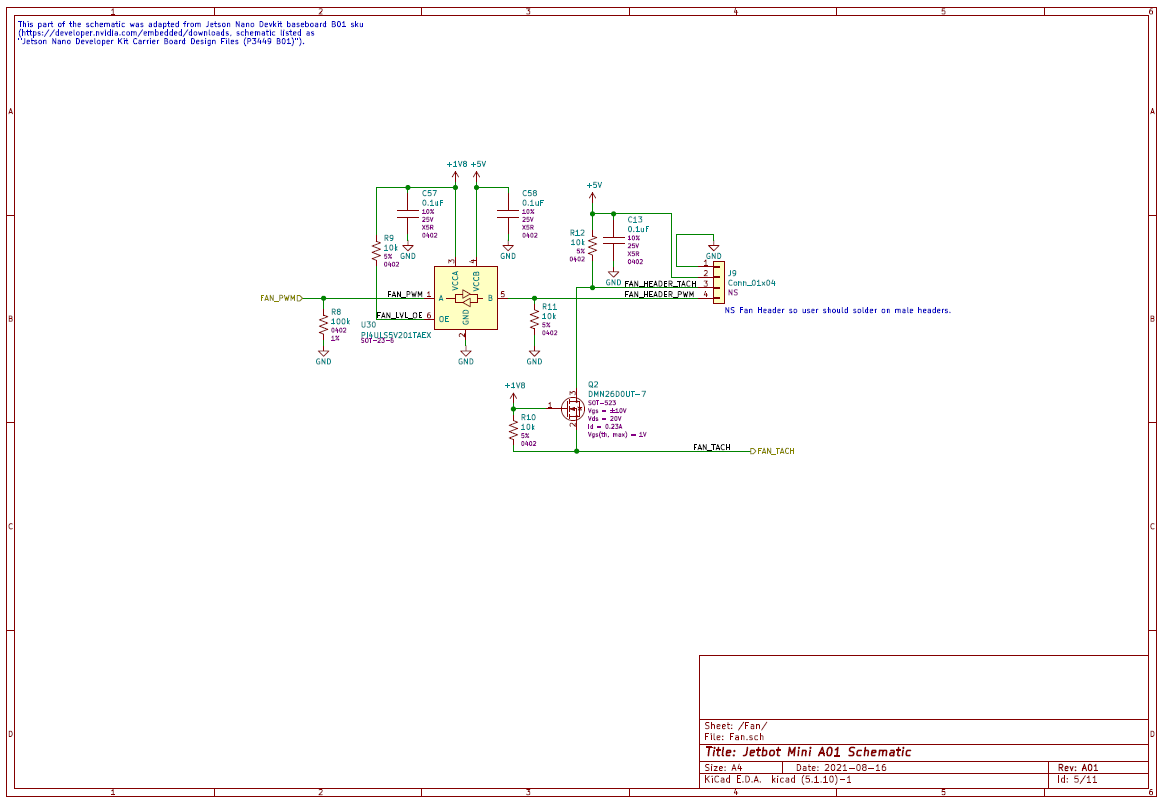 1 2 3 4 5 6
This part of the schematic was adapted from Jetson Nano Devkit baseboard B01 sku
(https://developer.nvidia.com/embedded/downloads, schematic listed as
"Jetson Nano Developer Kit Carrier Board Design Files (P3449 B01)").
A A
+1V8 +5V
C57
0.1uF
10%
25V
X5R
0402
GND
C58
0.1uF
10%
25V
X5R
0402
GND
R9
10k
5%
0402
+5V
R12
10k
5%
0402
C13
0.1uF
10%
25V
X5R
0402
GND
GND
3 4
VCCA VCCB
FAN_PWM
FAN_PWM 1 A B 5
FAN_LVL_OE 6 OE
GND
2
GND
U30
PI4ULS5V201TAEX
SOT-23-6
R8
100k
0402
1%
GND
R11
10k
5%
0402
GND
1
2
FAN_HEADER_TACH 3
FAN_HEADER_PWM 4
J9
Conn_01x04
NS
NS Fan Header so user should solder on male headers.
B B
+1V8
R10
10k
5%
0402
1
3
2
Q2
DMN26D0UT-7
SOT-523
Vgs = ±10V
Vds = 20V
Id = 0.23A
Vgs(th, max) = 1V
FAN_TACH
FAN_TACH
C C
D D
Sheet: /Fan/
File: Fan.sch
Title: Jetbot Mini A01 Schematic
Size: A4 Date: 2021-08-16 Rev: A01
KiCad E.D.A. kicad (5.1.10)-1 Id: 5/11
1 2 3 4 5 6